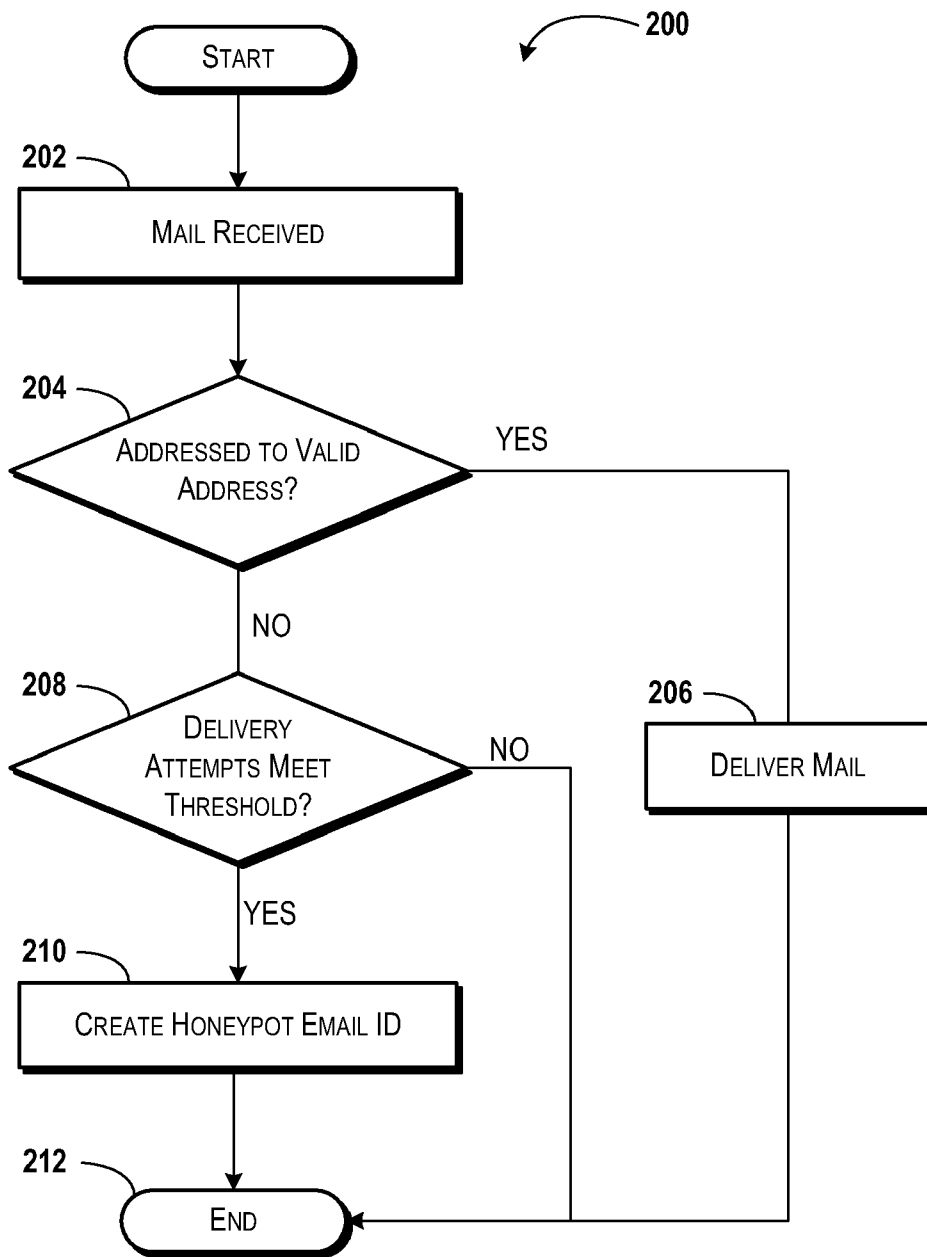 200
START
202
MAIL RECEIVED
204
ADDRESSED TO VALID
ADDRESS?
YES
NO
208
DELIVERY
ATTEMPTS MEET
THRESHOLD?
NO
206
DELIVER MAIL
YES
210
CREATE HONEYPOT EMAIL ID
212
END